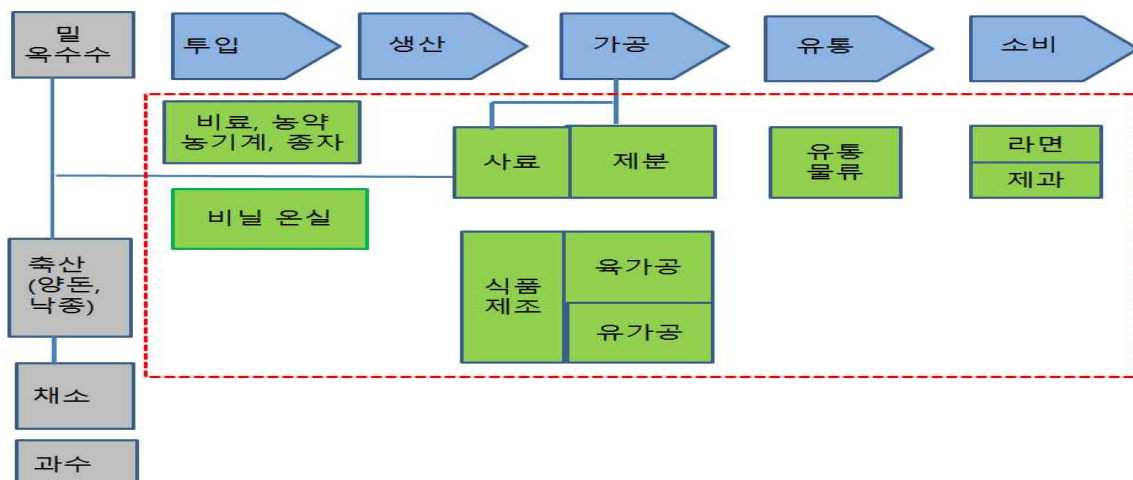 밀
옥수수
투입
생산
가공
유통
소비
비료, 농약
농기계, 종자
사료
제분
유통
물류
라면
제과
비닐 온실
축산
(양돈,
낙종)
식품
제조
육가공
유가공
채소
과수